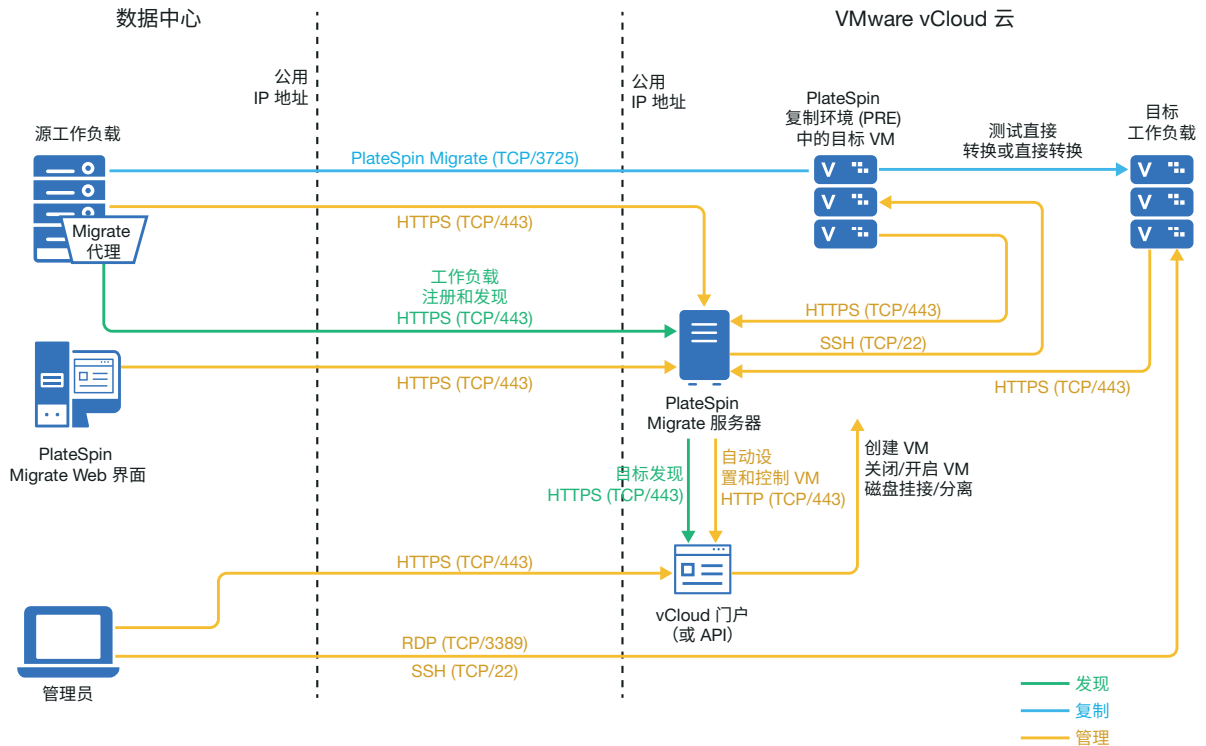 数据中心
VMware vCloud 云
公用
IP 地址
公用
IP 地址
源工作负载
PlateSpin
复制环境 (PRE)
中的目标 VM
测试直接
转换或直接转换
目标
工作负载
PlateSpin Migrate (TCP/3725)
HTTPS (TCP/443)
Migrate
代理
工作负载
注册和发现
HTTPS (TCP/443)
HTTPS (TCP/443)
SSH (TCP/22)
HTTPS (TCP/443)
HTTPS (TCP/443)
PlateSpin
Migrate Web 界面
PlateSpin
Migrate 服务器
目标发现
HTTPS (TCP/443)
自动设
置和控制 VM
HTTP (TCP/443)
创建 VM
关闭/开启 VM
磁盘挂接/分离
HTTPS (TCP/443)
vCloud 门户
（或 API）
RDP (TCP/3389)
SSH (TCP/22)
管理员
发现
复制
管理